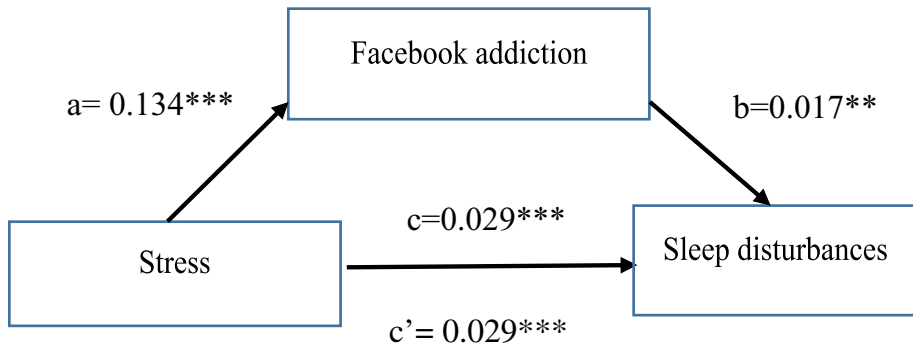 Facebook addiction
a= 0.134***
b=0.017**
c=0.029***
Stress
Sleep disturbances
c’= 0.029***